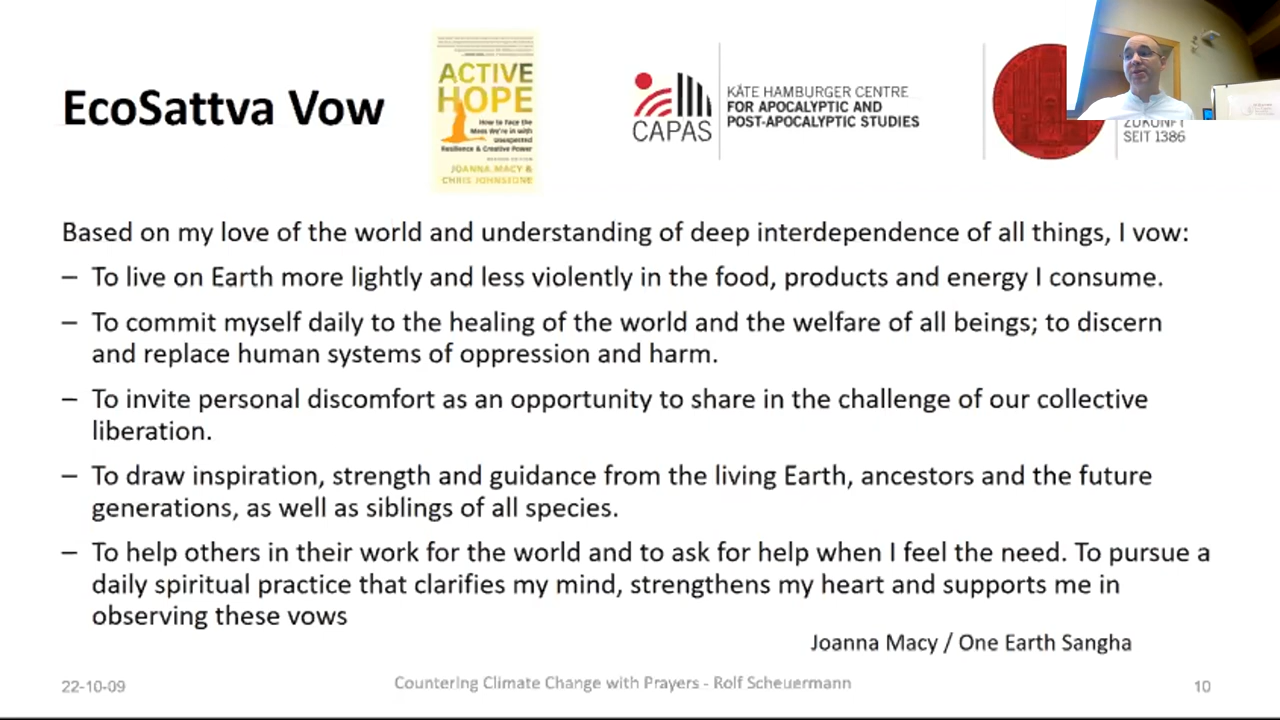 EcoSattva Vow
ACTIVE
HOPE
How to Face the
Mess We're in with
Unexpected
Resilience & Creative Power
REVISED EDITION
JOANNA MACY &
CHRIS JOHNSTONE
CAPAS
KÄTE HAMBURGER CENTRE
FOR APOCALYPTIC AND
POST-APOCALYPTIC STUDIES
ZUKUNFT
SEIT 1386
Based on my love of the world and understanding of deep interdependence of all things, I vow:
– To live on Earth more lightly and less violently in the food, products and energy I consume.
– To commit myself daily to the healing of the world and the welfare of all beings; to discern
and replace human systems of oppression and harm.
– To invite personal discomfort as an opportunity to share in the challenge of our collective
liberation.
– To draw inspiration, strength and guidance from the living Earth, ancestors and the future
generations, as well as siblings of all species.
– To help others in their work for the world and to ask for help when I feel the need. To pursue a
daily spiritual practice that clarifies my mind, strengthens my heart and supports me in
observing these vows
Joanna Macy / One Earth Sangha
22-10-09
Countering Climate Change with Prayers - Rolf Scheuermann
10